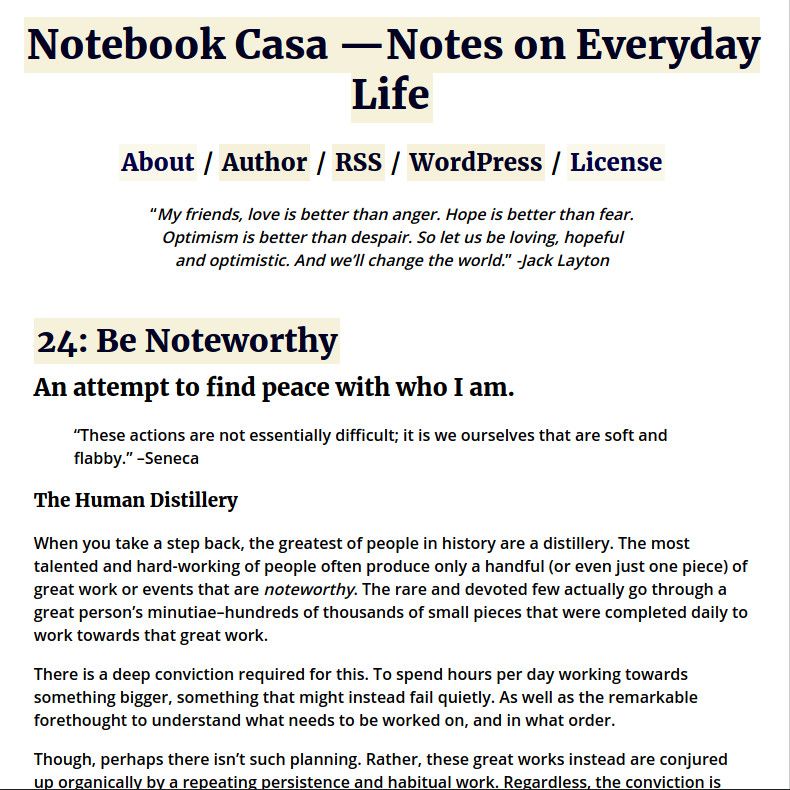 Notebook Casa —Notes on Everyday
Life
About / Author / RSS / WordPress / License
“My friends, love is better than anger. Hope is better than fear.
Optimism is better than despair. So let us be loving, hopeful
and optimistic. And we’ll change the world.” -Jack Layton
24: Be Noteworthy
An attempt to find peace with who I am.
“These actions are not essentially difficult; it is we ourselves that are soft and
flabby.” –Seneca
The Human Distillery
When you take a step back, the greatest of people in history are a distillery. The most
talented and hard-working of people often produce only a handful (or even just one piece) of
great work or events that are noteworthy. The rare and devoted few actually go through a
great person’s minutiae–hundreds of thousands of small pieces that were completed daily to
work towards that great work.
There is a deep conviction required for this. To spend hours per day working towards
something bigger, something that might instead fail quietly. As well as the remarkable
forethought to understand what needs to be worked on, and in what order.
Though, perhaps there isn’t such planning. Rather, these great works instead are conjured
up organically by a repeating persistence and habitual work. Regardless, the conviction is